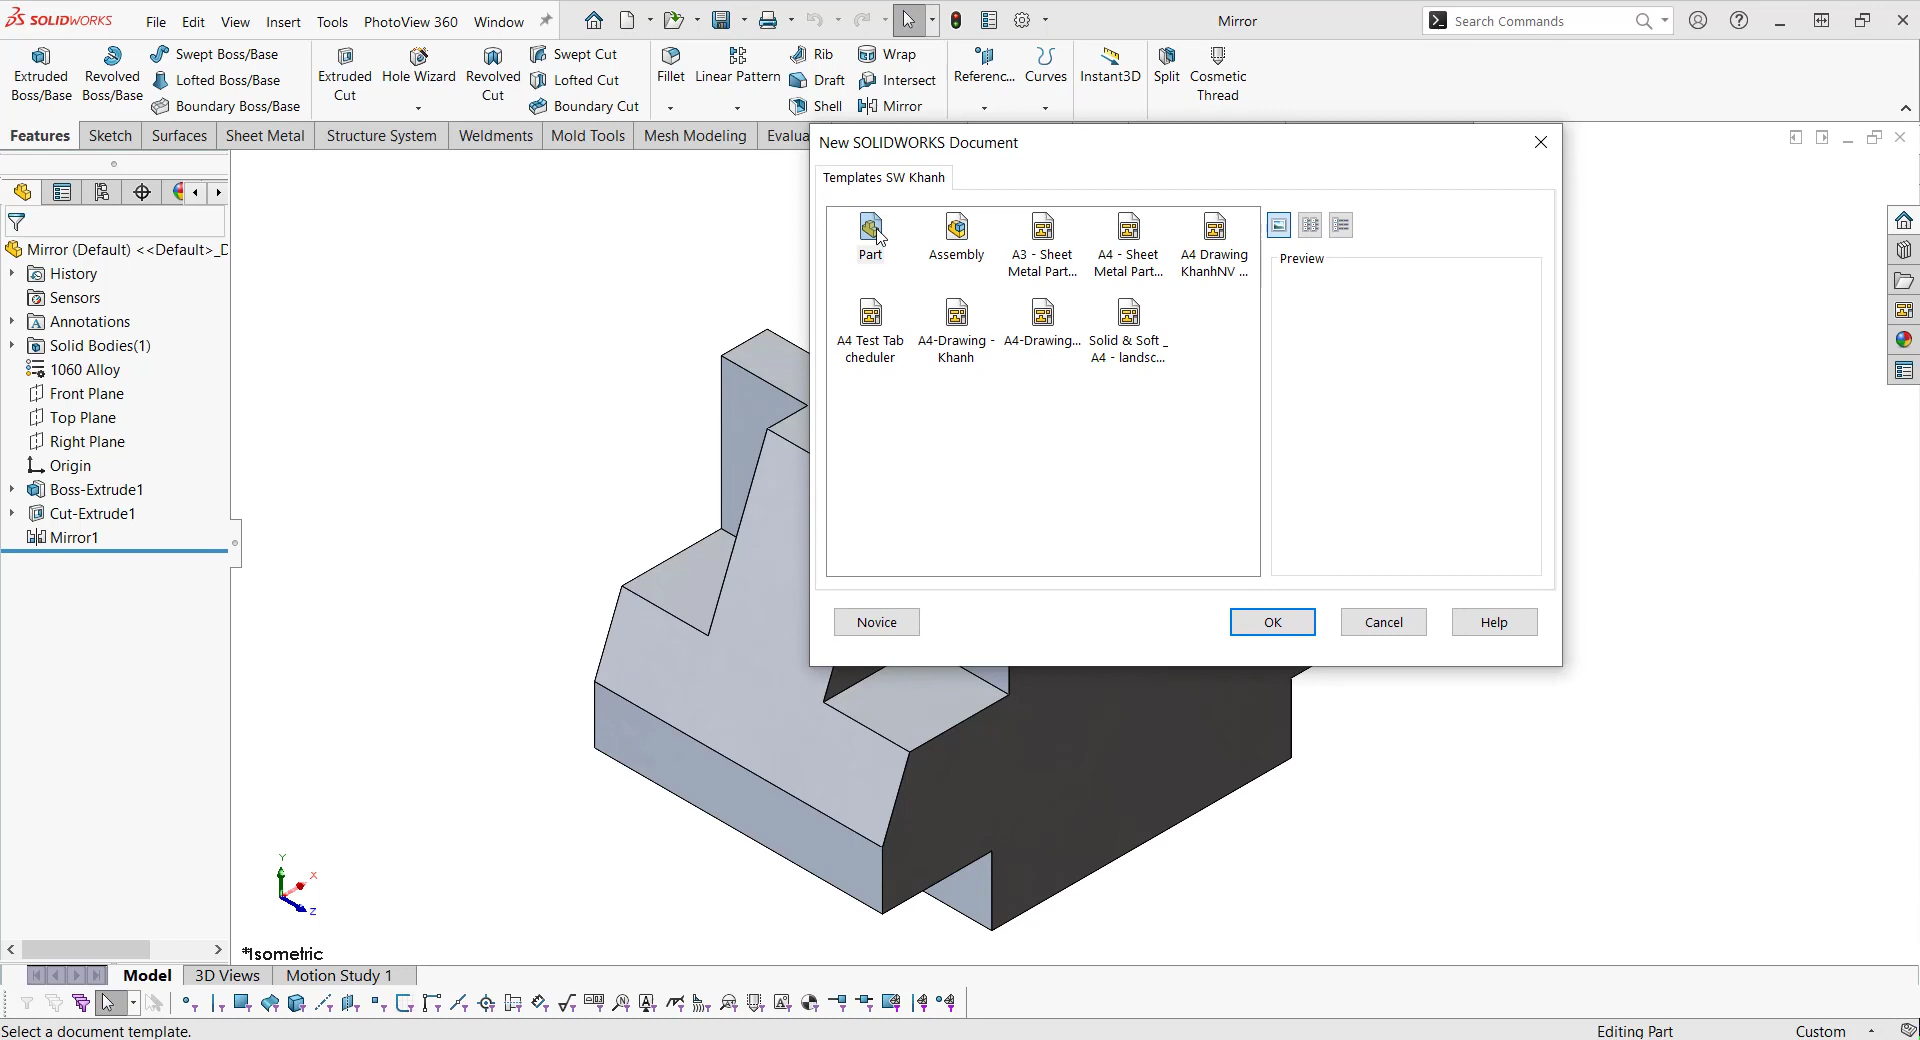 SOLIDWORKS
File
Edit
View
Insert
Tools
PhotoView 360
Window
Mirror
Search Commands
Extruded
Boss/Base
Revolved
Boss/Base
Swept Boss/Base
Lofted Boss/Base
Boundary Boss/Base
Extruded
Cut
Hole Wizard
Revolved
Cut
Swept Cut
Lofted Cut
Boundary Cut
Fillet
Linear Pattern
Rib
Draft
Shell
Wrap
Intersect
Mirror
Referenc...
Curves
Instant3D
Split
Cosmetic
Thread
Features
Sketch
Surfaces
Sheet Metal
Structure System
Weldments
Mold Tools
Mesh Modeling
Evalua
Mirror (Default) <<Default>_D
History
Sensors
Annotations
Solid Bodies(1)
1060 Alloy
Front Plane
Top Plane
Right Plane
Origin
Boss-Extrude1
Cut-Extrude1
Mirror1
New SOLIDWORKS Document
Templates SW Khanh
Part
Assembly
A3 - Sheet
Metal Part...
A4 - Sheet
Metal Part...
A4 Drawing
KhanhNV ...
A4 Test Tab
cheduler
A4-Drawing -
Khanh
A4-Drawing...
Solid & Soft _
A4 - landsc...
Preview
Novice
OK
Cancel
Help
Y
X
Z
*Isometric
Model
3D Views
Motion Study 1
Select a document template.
Editing Part
Custom